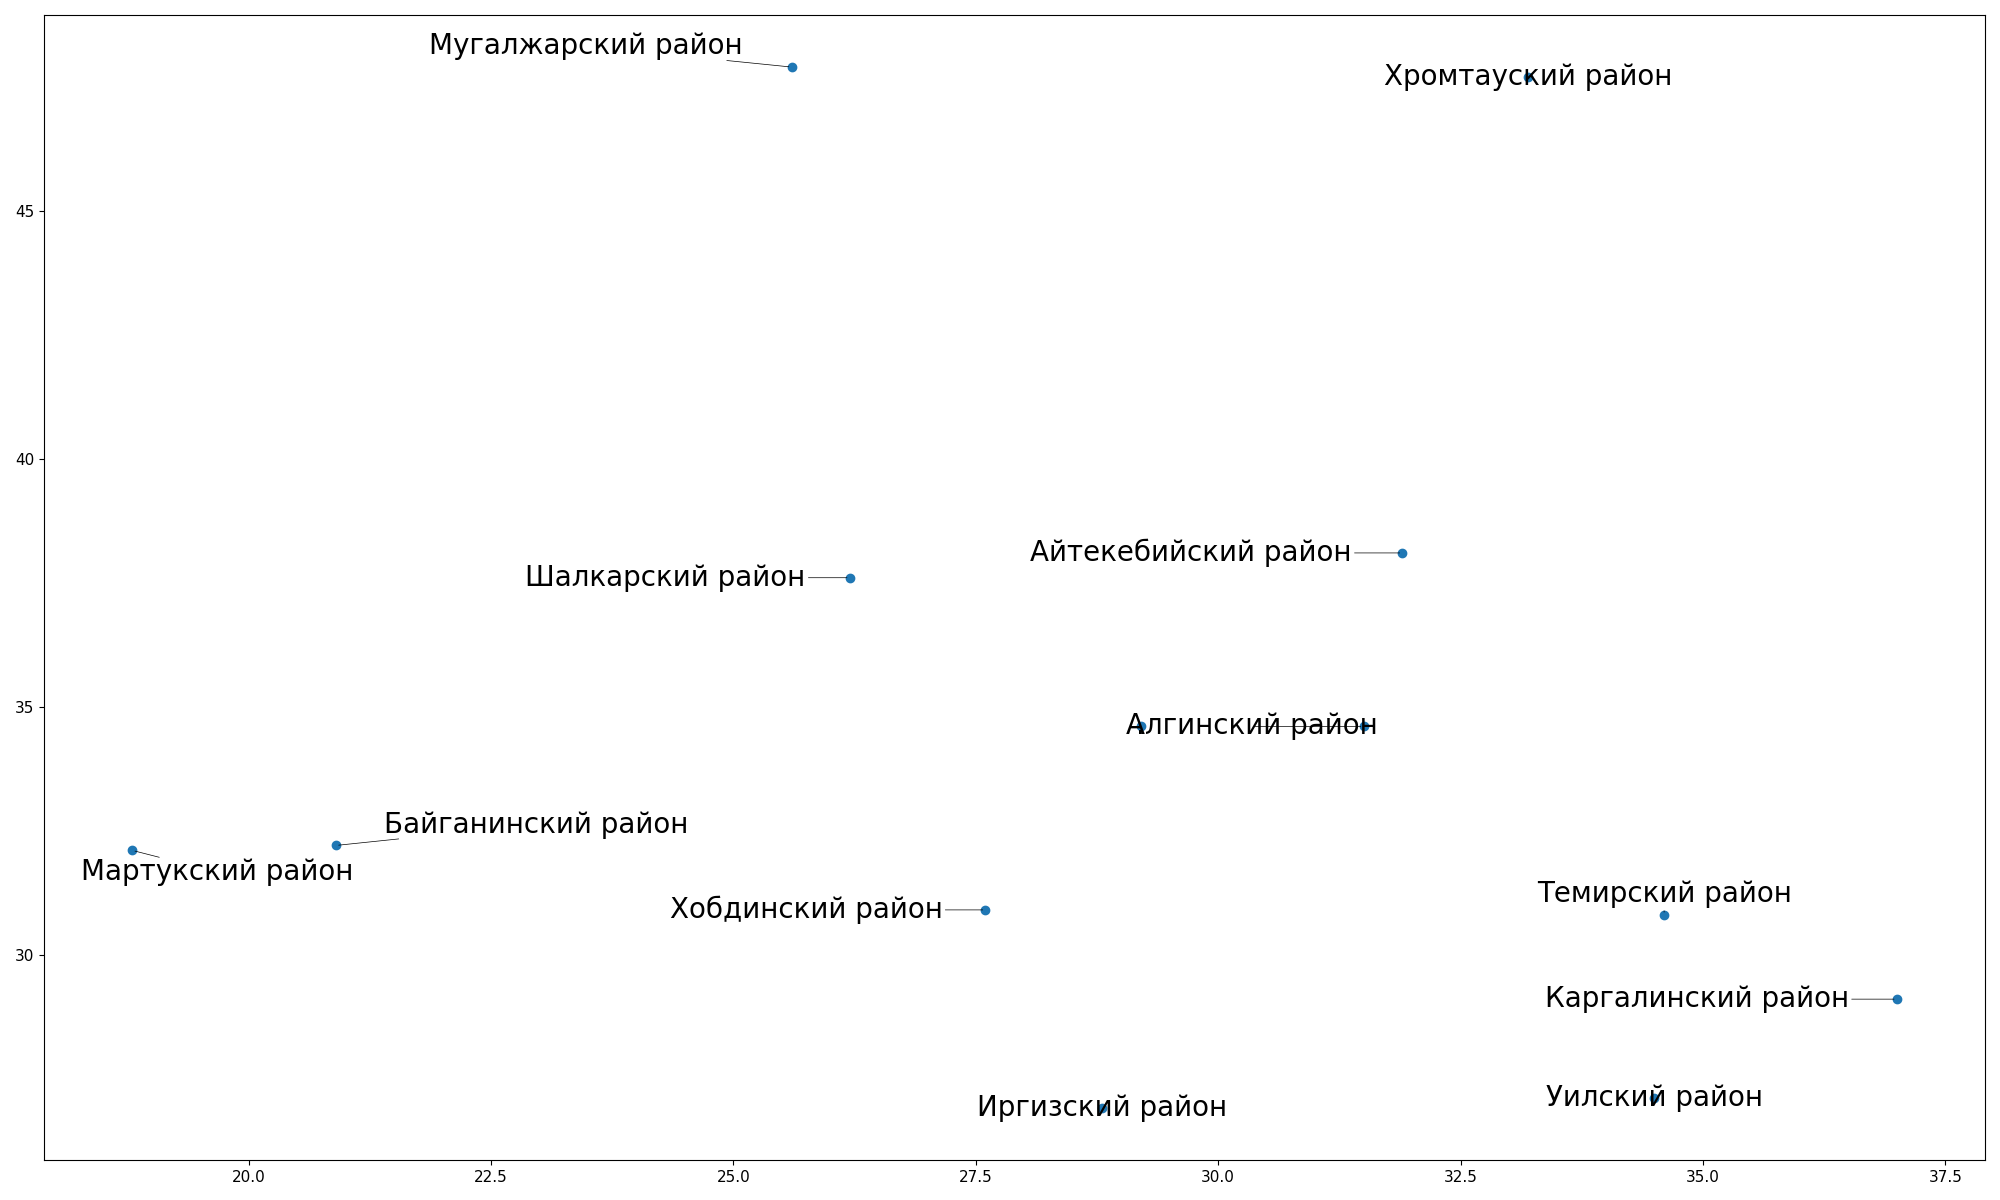 Мугалжарский район
Хромтауский район
45
40
Айтекебийский район
Шалкарский район
35
Алгинский район
Байганинский район
Мартукский район
Темирский район
Хобдинский район
30
Каргалинский район
Уилский район
Иргизский район
20.0 22.5 25.0 27.5 30.0 32.5 35.0 37.5